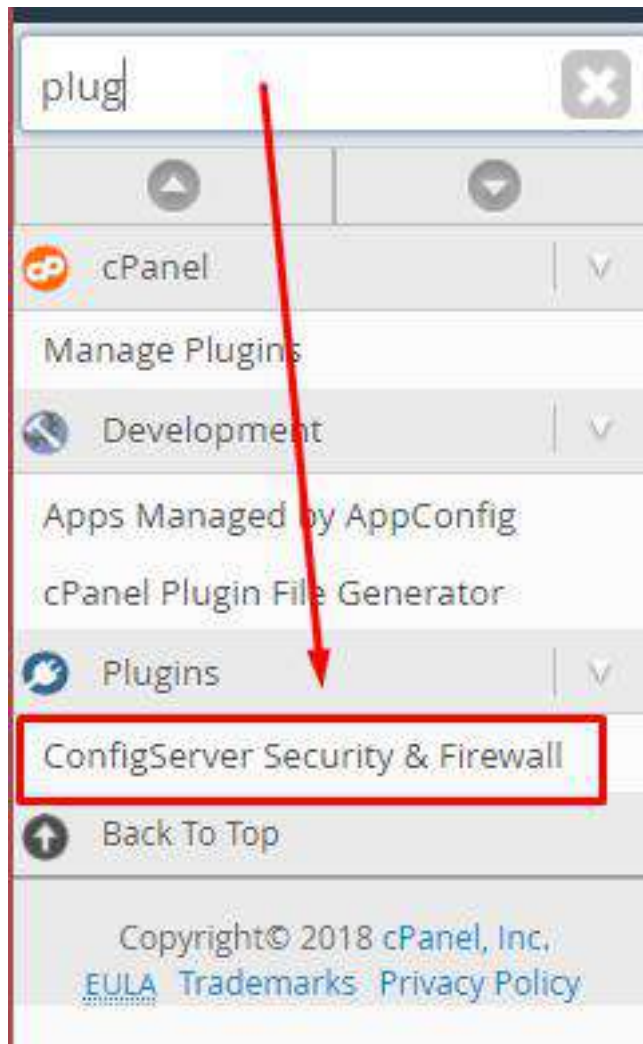 plug
cPanel
Manage Plugins
Development
Apps Managed by AppConfig
cPanel Plugin File Generator
Plugins
ConfigServer Security & Firewall
Back To Top
Copyright© 2018 cPanel, Inc.
EULA Trademarks Privacy Policy